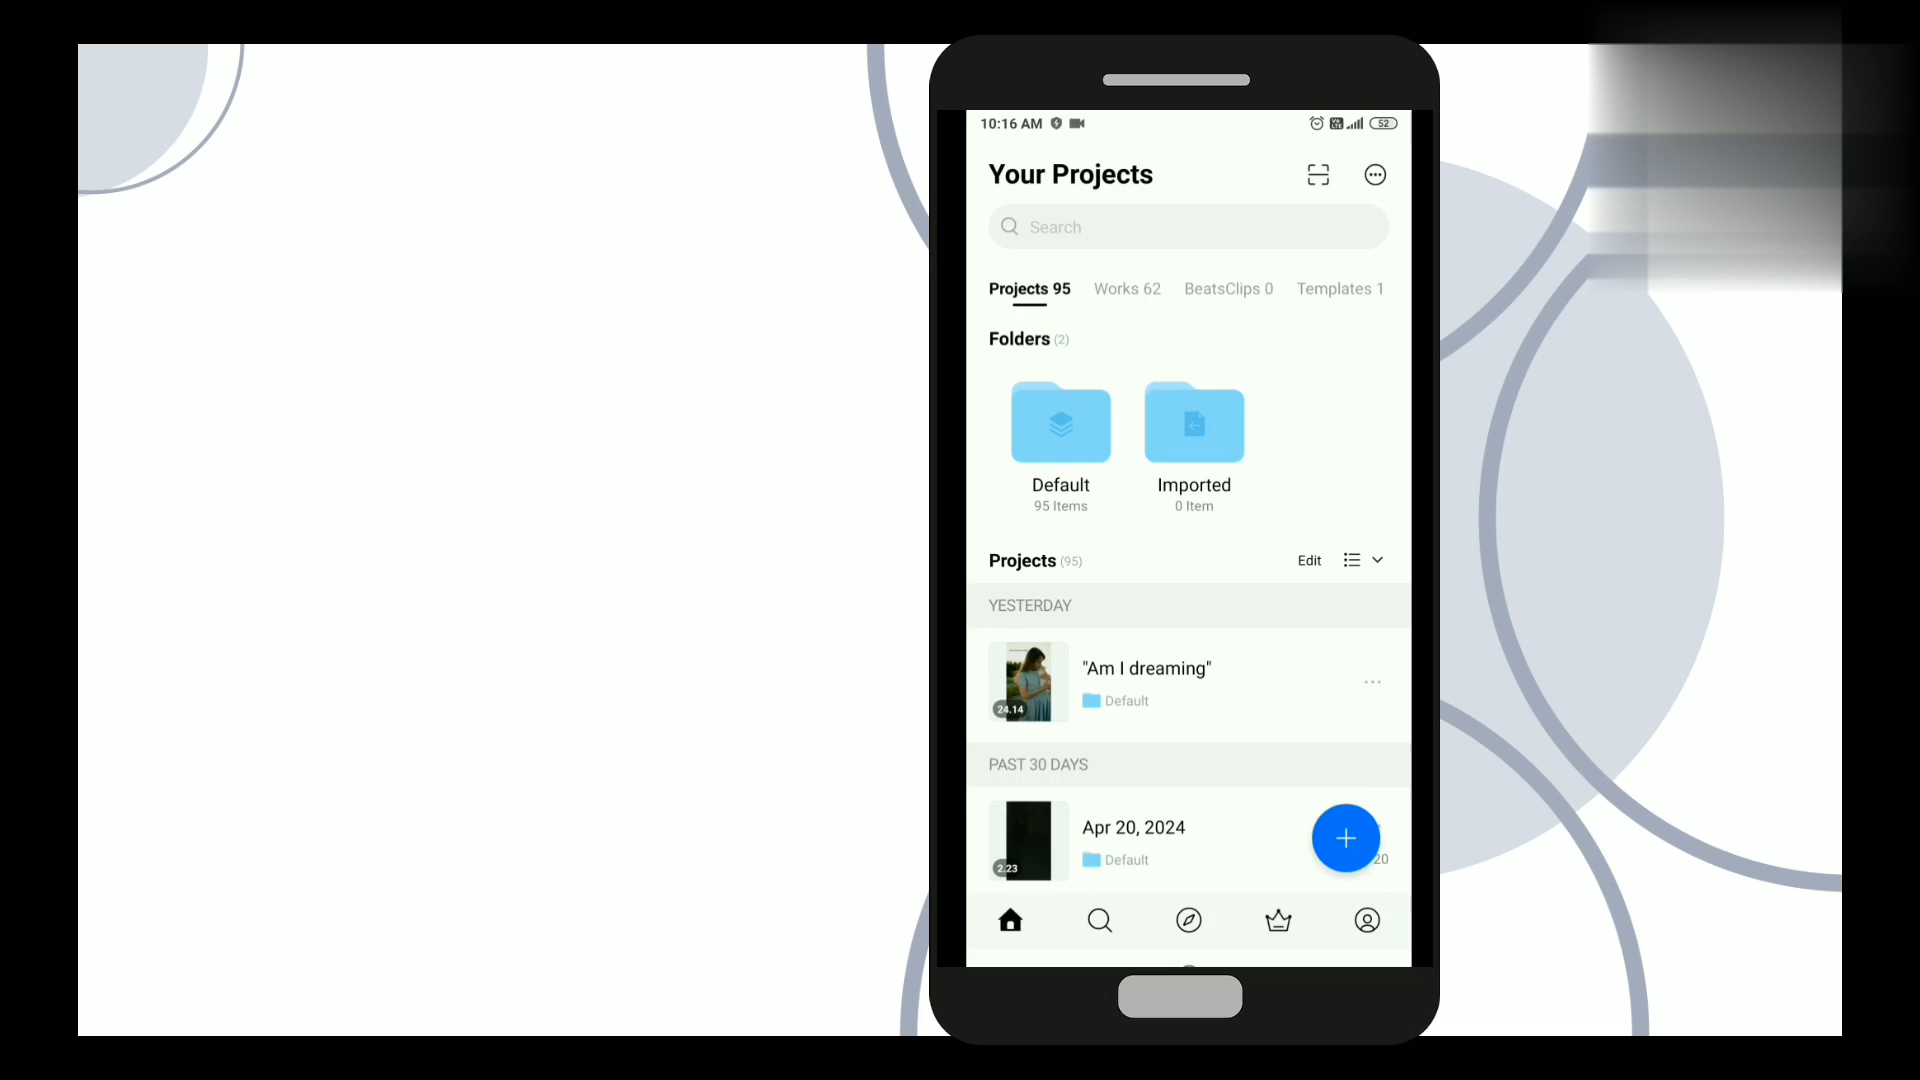 10:16 AM
52
Your Projects
Search
Projects 95 Works 62 BeatsClips 0 Templates 1
Folders (2)
Default
95 Items
Imported
0 Item
Projects (95) Edit
YESTERDAY
24.14
"Am I dreaming"
Default
PAST 30 DAYS
2.23
Apr 20, 2024
Default
20